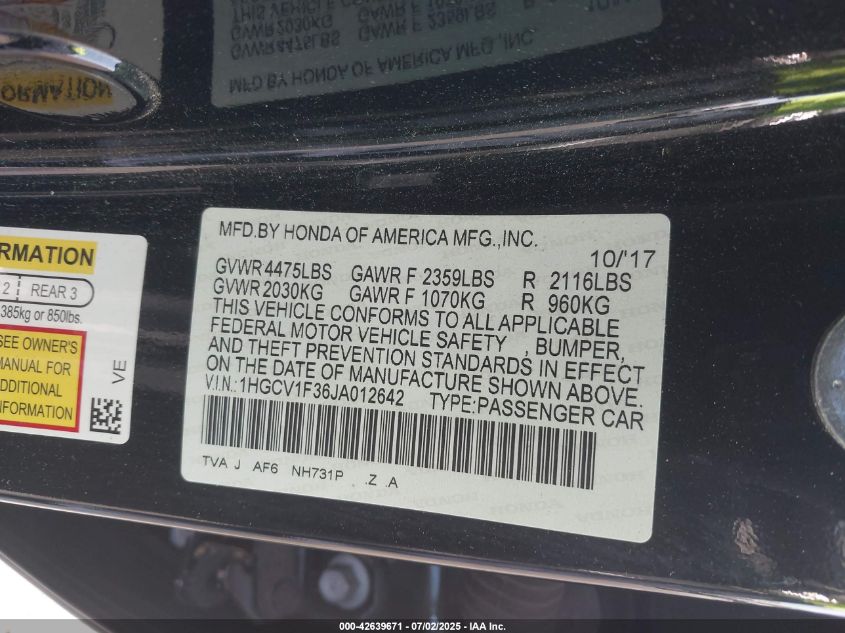 MFD.BY HONDA OF AMERICA MFG.,INC.
10/'17
GVWR 4475LBS GAWR F 2359LBS R 2116LBS
GVWR 2030KG GAWR F 1070KG R 960KG
THIS VEHICLE CONFORMS TO ALL APPLICABLE
FEDERAL MOTOR VEHICLE SAFETY , BUMPER,
AND THEFT PREVENTION STANDARDS IN EFFECT
ON THE DATE OF MANUFACTURE SHOWN ABOVE.
V.I.N.:1HGCV1F36JA012642 TYPE:PASSENGER CAR
TVA J AF6 NH731P . .Z .A
RMATION
2 REAR 3
385kg or 850lbs.
SEE OWNER'S
MANUAL FOR
ADDITIONAL
INFORMATION
VE
ORMATION
MFD BY HONDA OF AMERICA MFG.,INC.
GVWR 4475LBS GAWR F 2359LBS
GVWR 2030KG
000-42639671 - 07/02/2025 - IAA Inc.